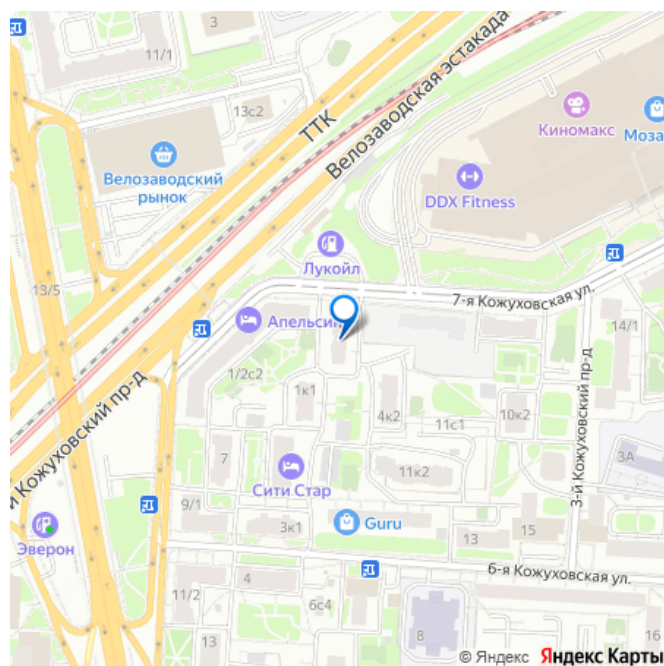 3
11/1
13с2
ТТК
Велозаводская эстакада
Киномакс
Моза
Велозаводский
рынок
DDX Fitness
13/5
Лукойл
7-я Кожуховская ул.
Апельсин
14/1
1/2с2
1к1
4к2
11с1
10к2
3-й Кожуховский пр-д
й Кожуховский пр-д
7
3А
11к2
Сити Стар
9/1
3к1
Guru
13
15
Эверон
6-я Кожуховская ул.
4
11/2
6с4
13
8
16
© Яндекс Яндекс Карты